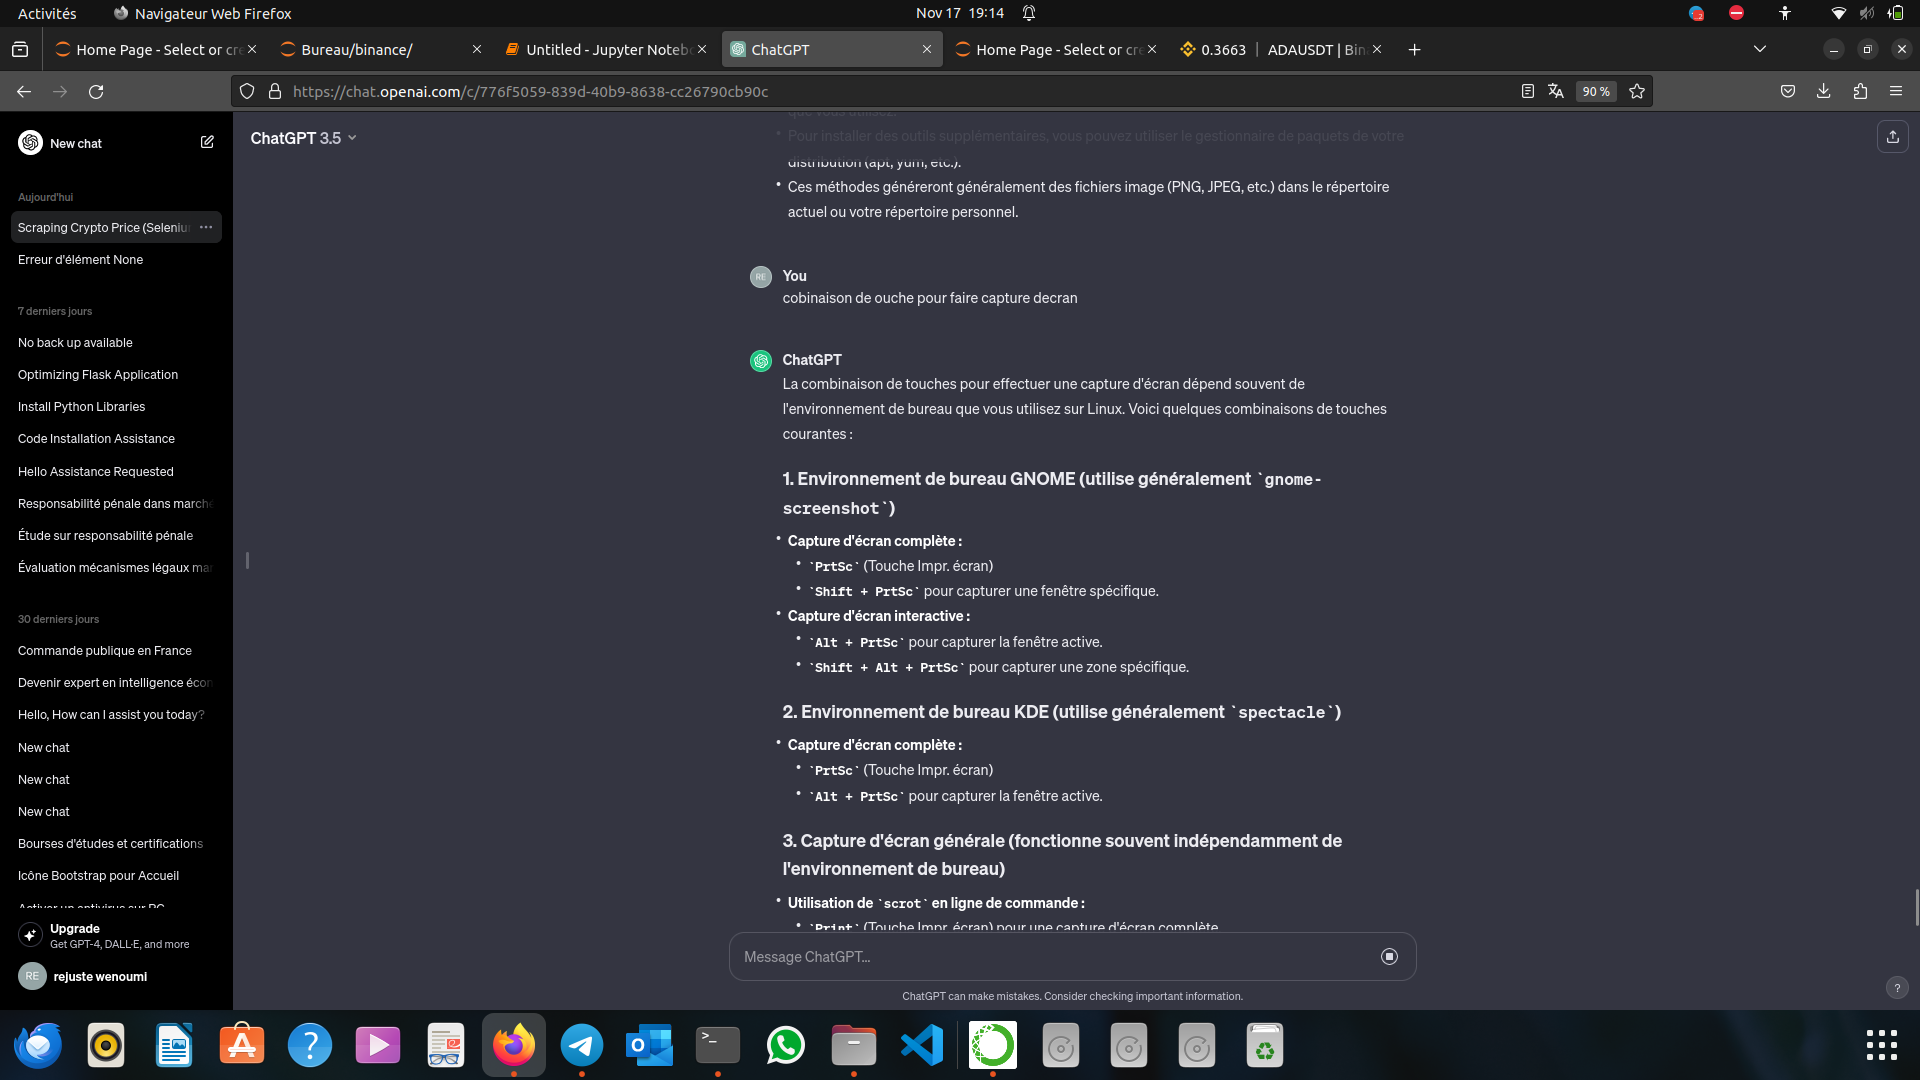 Activités
Navigateur Web Firefox
Nov 17 19:14
Home Page - Select or cre
Bureau/binance/
Untitled - Jupyter Noteb
ChatGPT
Home Page - Select or cre
0.3663 | ADAUSDT | Bin
https://chat.openai.com/c/776f5059-839d-40b9-8638-cc26790cb90c
90 %
New chat
Aujourd'hui
Scraping Crypto Price (Seleniu
Erreur d'élément None
7 derniers jours
No back up available
Optimizing Flask Application
Install Python Libraries
Code Installation Assistance
Hello Assistance Requested
Responsabilité pénale dans marché
Étude sur responsabilité pénale
Évaluation mécanismes légaux mar
30 derniers jours
Commande publique en France
Devenir expert en intelligence écon
Hello, How can I assist you today?
New chat
New chat
New chat
Bourses d'études et certifications
Icône Bootstrap pour Accueil
Activer un antivirus sur PC
Upgrade
Get GPT-4, DALL·E, and more
RE
rejuste wenoumi
ChatGPT 3.5
que vous utilisez.
• Pour installer des outils supplémentaires, vous pouvez utiliser le gestionnaire de paquets de votre
distribution (apt, yum, etc.).
• Ces méthodes généreront généralement des fichiers image (PNG, JPEG, etc.) dans le répertoire
actuel ou votre répertoire personnel.
RE
You
cobinaison de ouche pour faire capture decran
ChatGPT
La combinaison de touches pour effectuer une capture d'écran dépend souvent de
l'environnement de bureau que vous utilisez sur Linux. Voici quelques combinaisons de touches
courantes :
1. Environnement de bureau GNOME (utilise généralement `gnome-
screenshot`)
• Capture d'écran complète :
• `PrtSc` (Touche Impr. écran)
• `Shift + PrtSc` pour capturer une fenêtre spécifique.
• Capture d'écran interactive :
• `Alt + PrtSc` pour capturer la fenêtre active.
• `Shift + Alt + PrtSc` pour capturer une zone spécifique.
2. Environnement de bureau KDE (utilise généralement `spectacle`)
• Capture d'écran complète :
• `PrtSc` (Touche Impr. écran)
• `Alt + PrtSc` pour capturer la fenêtre active.
3. Capture d'écran générale (fonctionne souvent indépendamment de
l'environnement de bureau)
• Utilisation de `scrot` en ligne de commande :
• `Print` (Touche Impr. écran) pour une capture d'écran complète
Message ChatGPT…
ChatGPT can make mistakes. Consider checking important information.
?